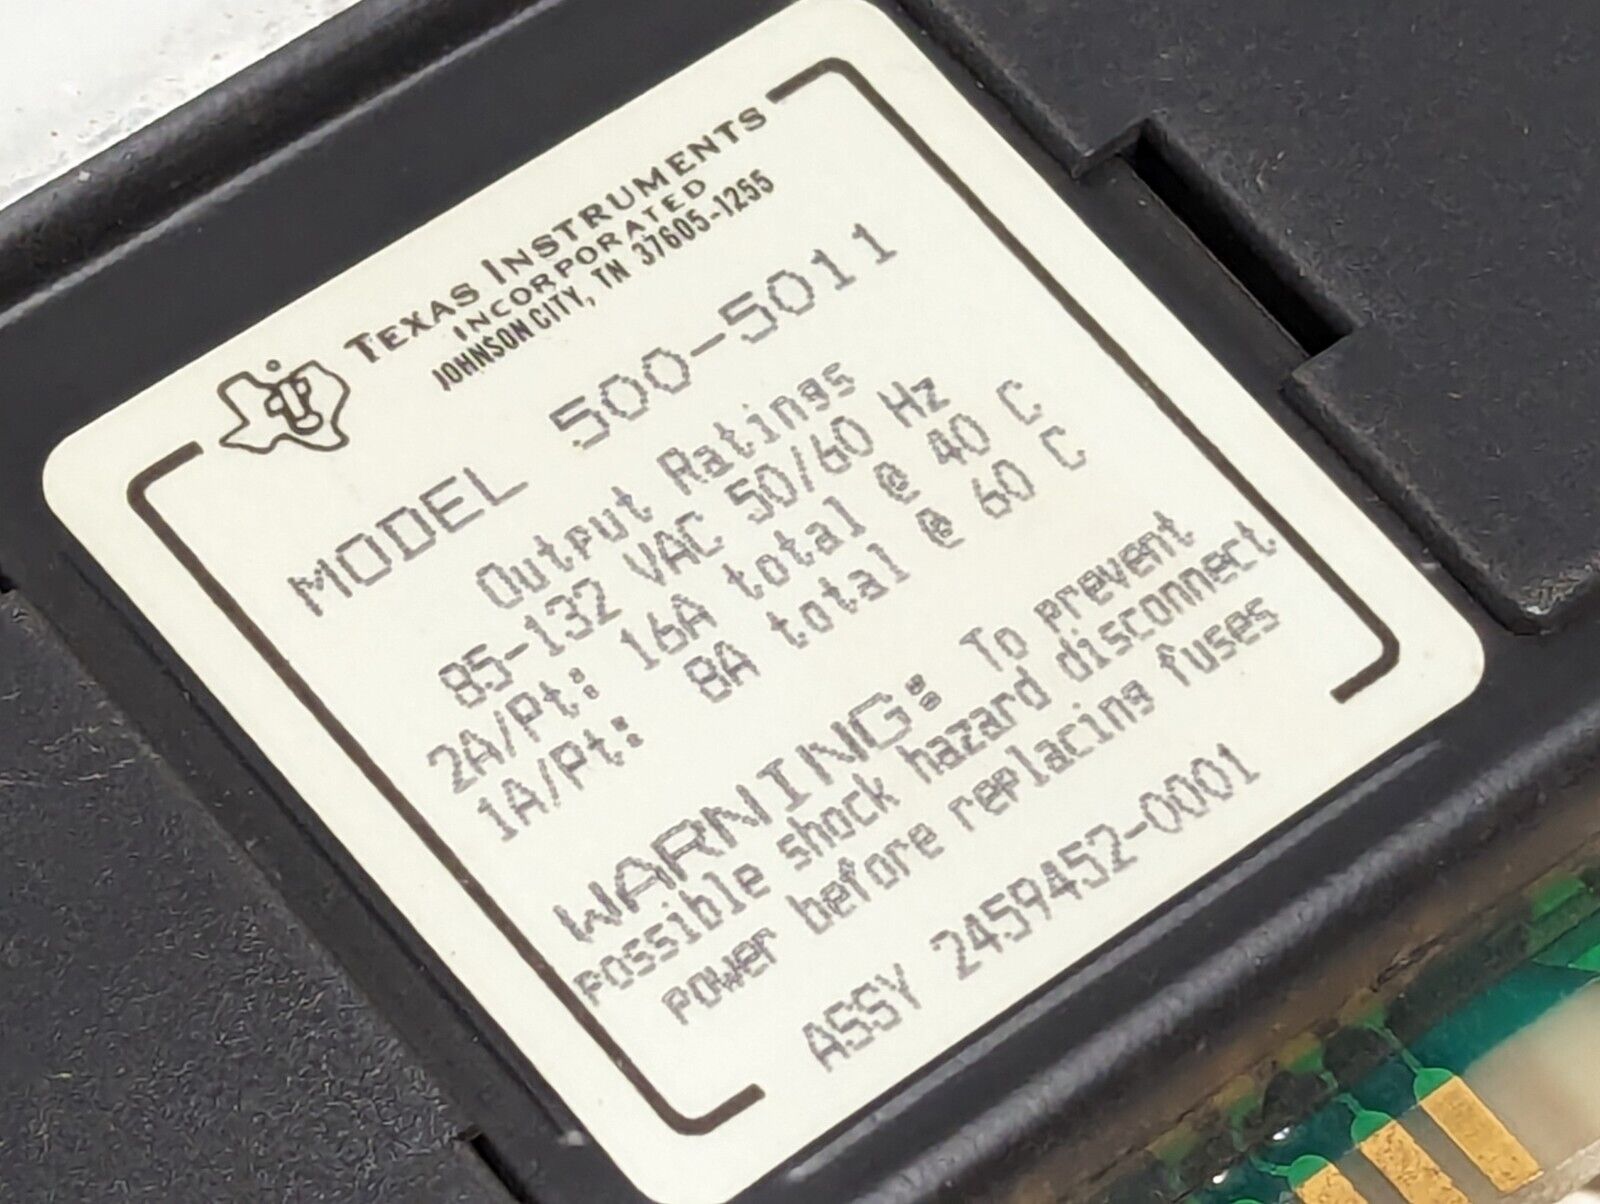 TEXAS INSTRUMENTS
INCORPORATED
JOHNSON CITY, TN 37605-1255
MODEL 500-5011
Output Ratings
85-132 VAC 50/60 Hz
2A/Pt: 16A total @ 40 C
1A/Pt: 8A total @ 60 C
WARNING: To prevent
possible shock hazard disconnect
power before replacing fuses
ASSY 2459452-0001